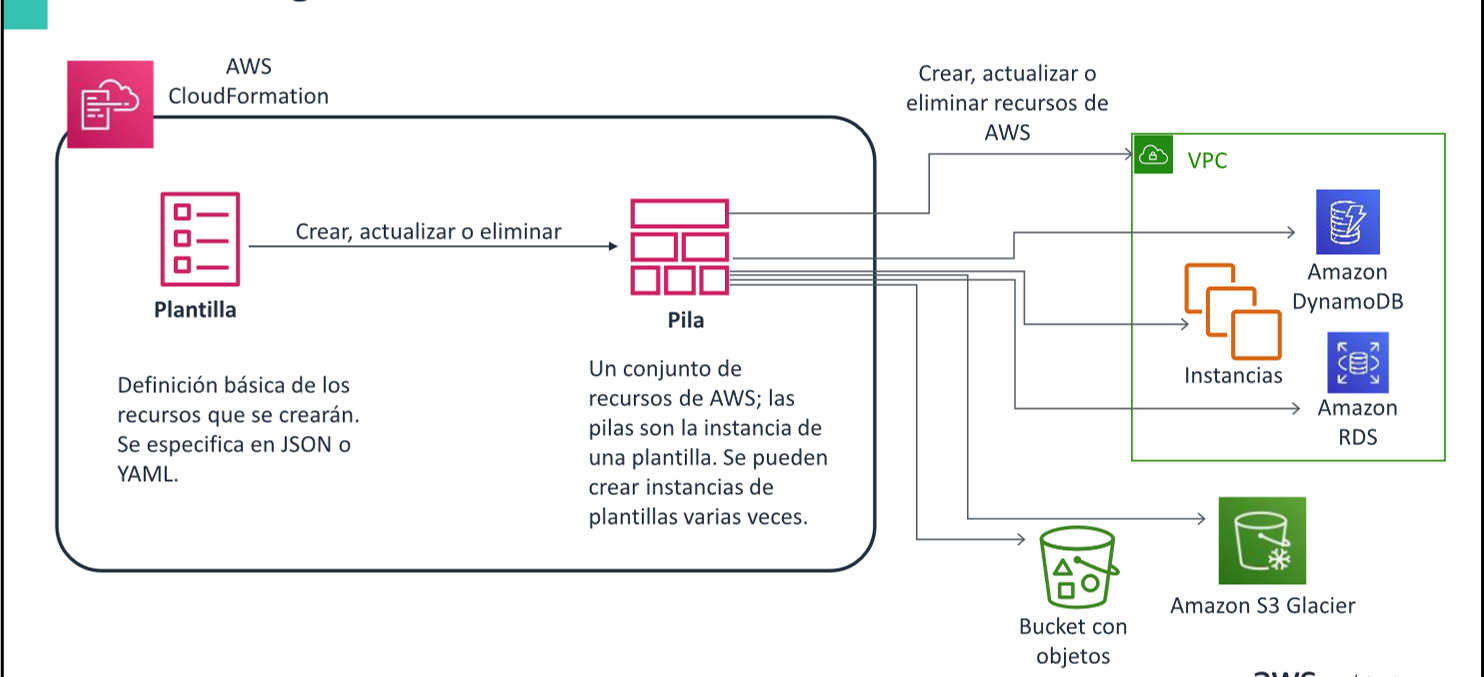 AWS
CloudFormation
Crear, actualizar o
eliminar recursos de
AWS
VPC
Crear, actualizar o eliminar
Plantilla
Pila
Amazon
DynamoDB
Instancias
Amazon
RDS
Definición básica de los
recursos que se crearán.
Se especifica en JSON o
YAML.
Un conjunto de
recursos de AWS; las
pilas son la instancia de
una plantilla. Se pueden
crear instancias de
plantillas varias veces.
Amazon S3 Glacier
Bucket con
objetos
aws